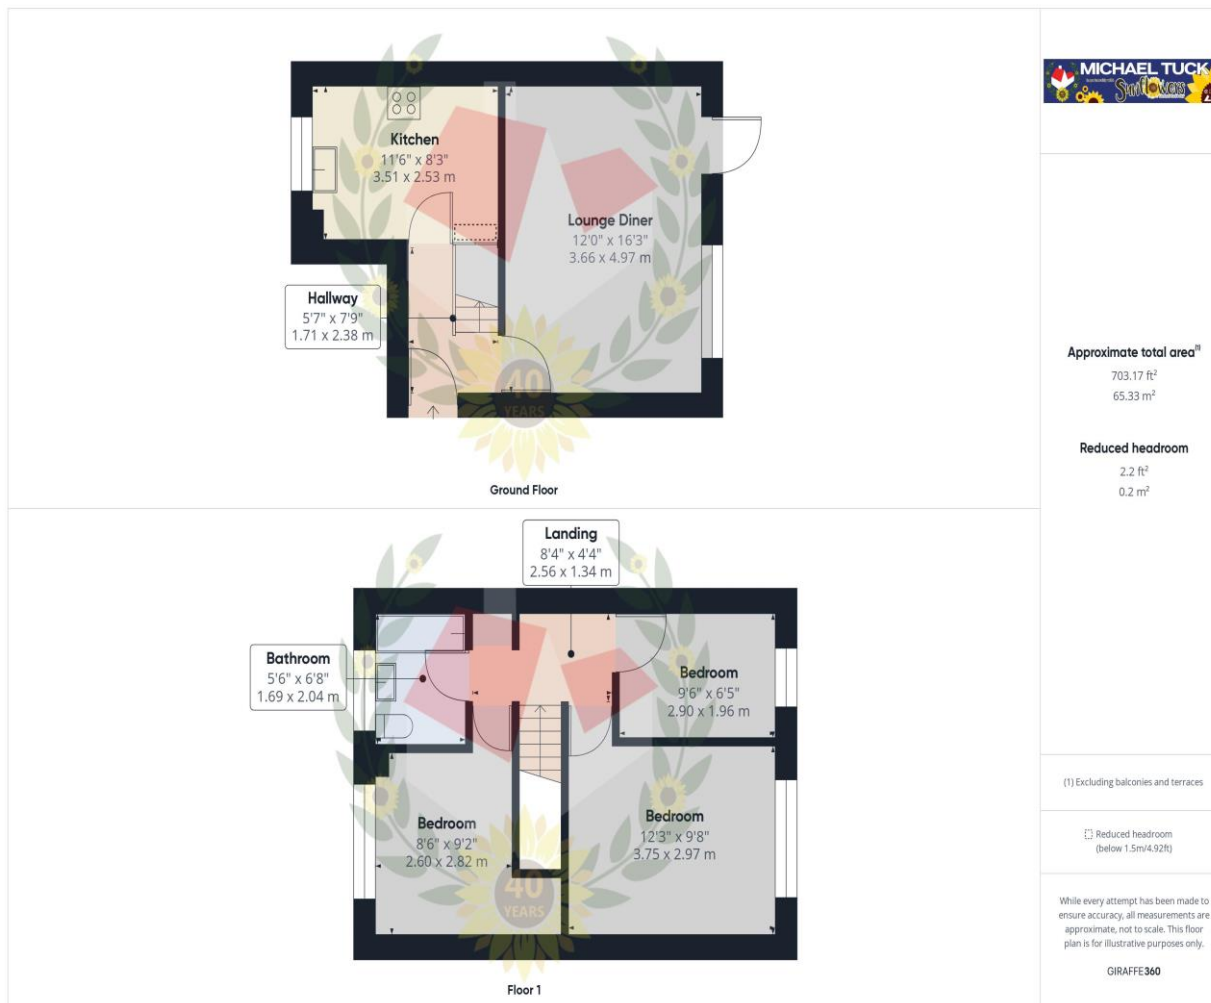 Kitchen
11'6" x 8'3"
3.51 x 2.53 m
Lounge Diner
12'0" x 16'3"
3.66 x 4.97 m
Hallway
5'7" x 7'9"
1.71 x 2.38 m
40
YEARS
Ground Floor
Landing
8'4" x 4'4"
2.56 x 1.34 m
Bathroom
5'6" x 6'8"
1.69 x 2.04 m
Bedroom
9'6" x 6'5"
2.90 x 1.96 m
Bedroom
8'6" x 9'2"
2.60 x 2.82 m
Bedroom
12'3" x 9'8"
3.75 x 2.97 m
40
YEARS
Floor 1
MICHAEL TUCK
Sunflowers
Approximate total area(1)
703.17 ft²
65.33 m²
Reduced headroom
2.2 ft²
0.2 m²
(1) Excluding balconies and terraces
Reduced headroom
(below 1.5m/4.92ft)
While every attempt has been made to
ensure accuracy, all measurements are
approximate, not to scale. This floor
plan is for illustrative purposes only.
GIRAFFE360